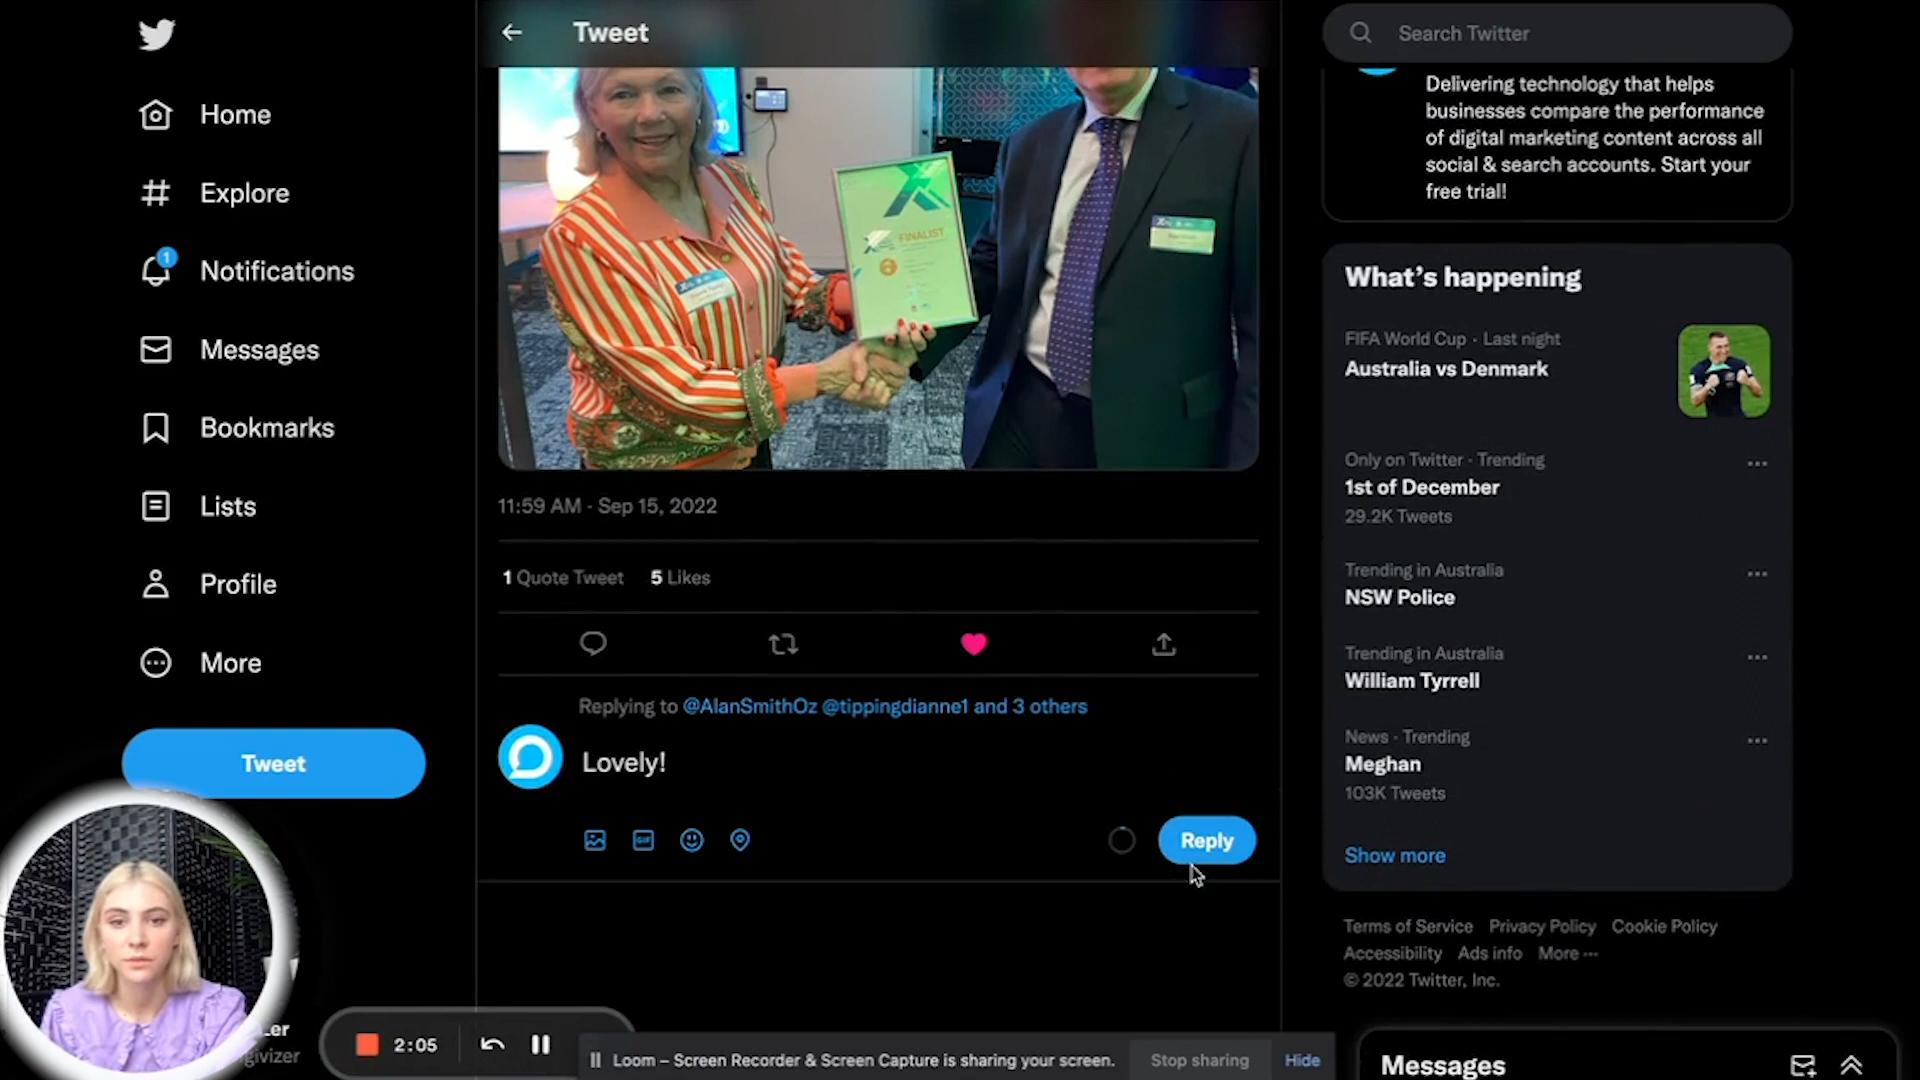 Home
Explore
1
Notifications
Messages
Bookmarks
Lists
Profile
More
Tweet
Tweet
FINALIST
11:59 AM · Sep 15, 2022
1 Quote Tweet 5 Likes
Replying to @AlanSmithOz @tippingdianne1 and 3 others
Lovely!
GIF
Reply
Search Twitter
Delivering technology that helps
businesses compare the performance
of digital marketing content across all
social & search accounts. Start your
free trial!
What's happening
FIFA World Cup · Last night
Australia vs Denmark
Only on Twitter · Trending
1st of December
29.2K Tweets
Trending in Australia
NSW Police
Trending in Australia
William Tyrrell
News · Trending
Meghan
103K Tweets
Show more
Terms of Service Privacy Policy Cookie Policy
Accessibility Ads info More ···
© 2022 Twitter, Inc.
Messages
2:05
Loom – Screen Recorder & Screen Capture is sharing your screen.
Stop sharing
Hide